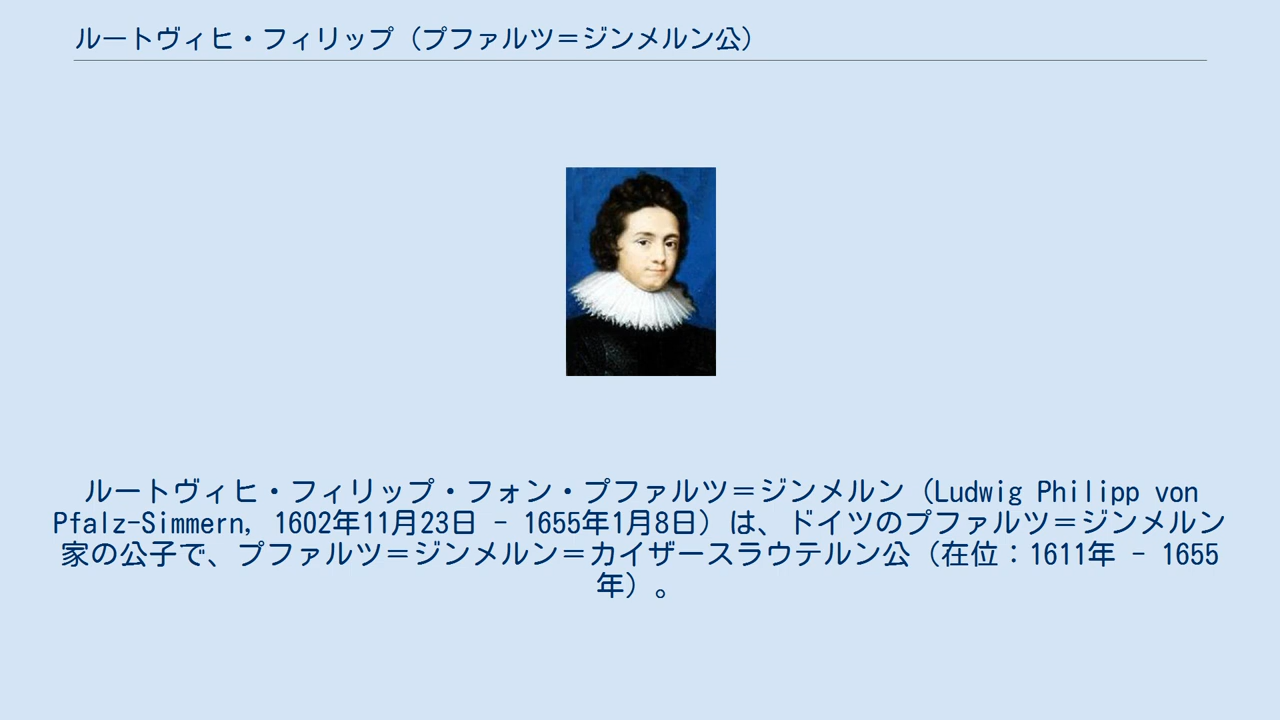 ルートヴィヒ・フィリップ（プファルツ＝ジンメルン公）
ルートヴィヒ・フィリップ・フォン・プファルツ＝ジンメルン（Ludwig Philipp von
Pfalz-Simmern, 1602年11月23日 - 1655年1月8日）は、ドイツのプファルツ＝ジンメルン
家の公子で、プファルツ＝ジンメルン＝カイザースラウテルン公（在位：1611年 - 1655
年）。